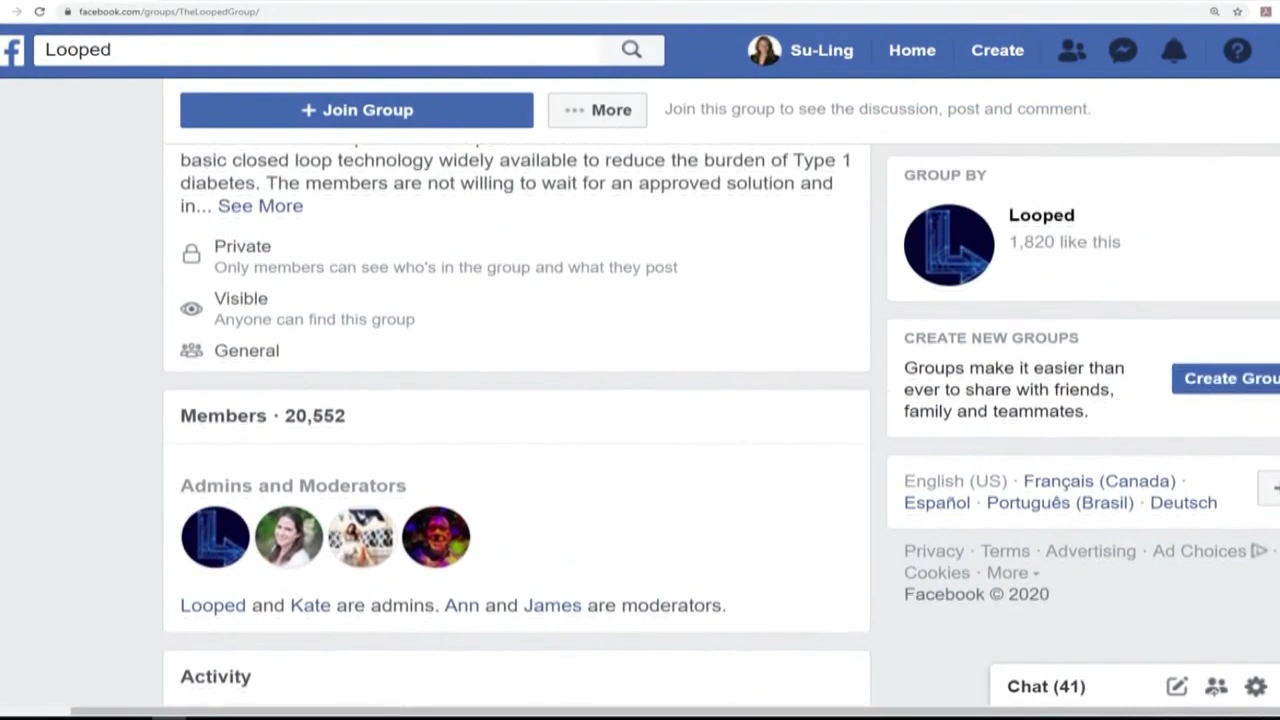 facebook.com/groups/TheLoopedGroup/
Looped
Su-Ling
Home
Create
+ Join Group
••• More
Join this group to see the discussion, post and comment.
basic closed loop technology widely available to reduce the burden of Type 1
diabetes. The members are not willing to wait for an approved solution and
in... See More
Private
Only members can see who's in the group and what they post
Visible
Anyone can find this group
General
Members · 20,552
Admins and Moderators
Looped and Kate are admins. Ann and James are moderators.
Activity
GROUP BY
Looped
1,820 like this
CREATE NEW GROUPS
Groups make it easier than
ever to share with friends,
family and teammates.
Create Grou
English (US) · Français (Canada) ·
Español · Português (Brasil) · Deutsch
Privacy · Terms · Advertising · Ad Choices ·
Cookies · More
Facebook © 2020
Chat (41)